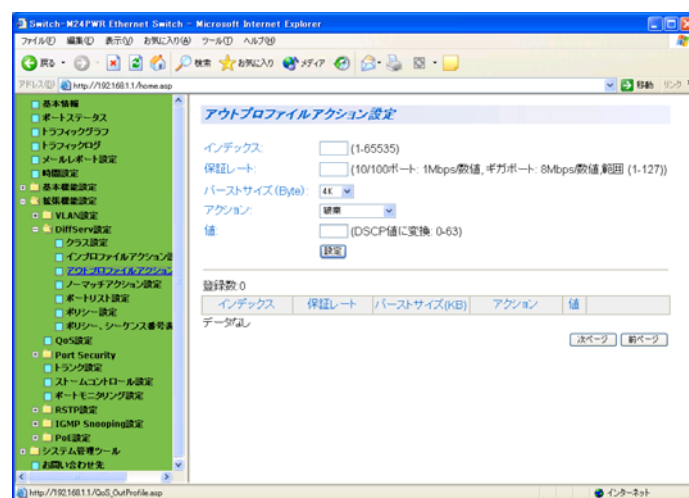 Switch-M24PWR Ethernet Switch - Microsoft Internet Explorer
ファイル(F) 編集(E) 表示(V) お気に入り(A) ツール(T) ヘルプ(H)
戻る 検索 お気に入り メディア
アドレス(D) http://192.168.1.1/home.asp 移動 リンク
基本情報
ポートステータス
トラフィックグラフ
トラフィックログ
メールレポート設定
時間設定
基本機能設定
拡張機能設定
VLAN設定
DiffServ設定
クラス設定
インプロファイルアクション
アウトプロファイルアクション
ノーマッチアクション設定
ポートリスト設定
ポリシー設定
ポリシー、シーケンス番号表
QoS設定
Port Security
トランク設定
ストームコントロール設定
ポートモニタリング設定
RSTP設定
IGMP Snooping設定
PoE設定
システム管理ツール
お問い合わせ先
アウトプロファイルアクション設定
インデックス: (1-65535)
保証レート: (10/100ポート: 1Mbps/数値, ギガポート: 8Mbps/数値,範囲 (1-127))
バーストサイズ(Byte): 4K
アクション: 破棄
値: (DSCP値に変換: 0-63)
設定
登録数:0
インデックス 保証レート バーストサイズ(KB) アクション 値
データなし
次ページ 前ページ
http://192.168.1.1/QoS_OutProfile.asp インターネット